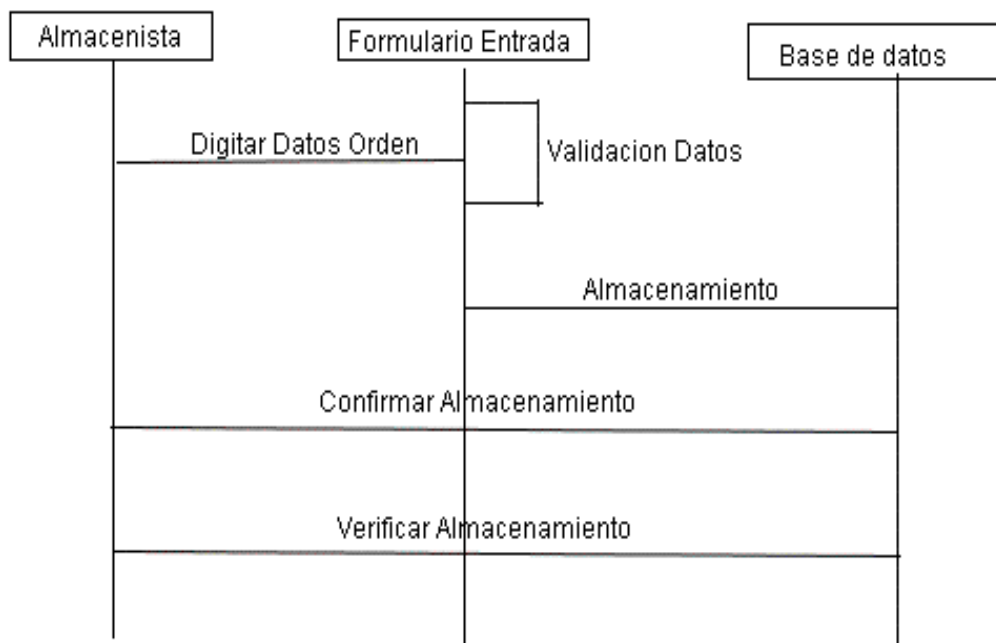 Almacenista
Formulario Entrada
Base de datos
Digitar Datos Orden
Validacion Datos
Almacenamiento
Confirmar Almacenamiento
Verificar Almacenamiento